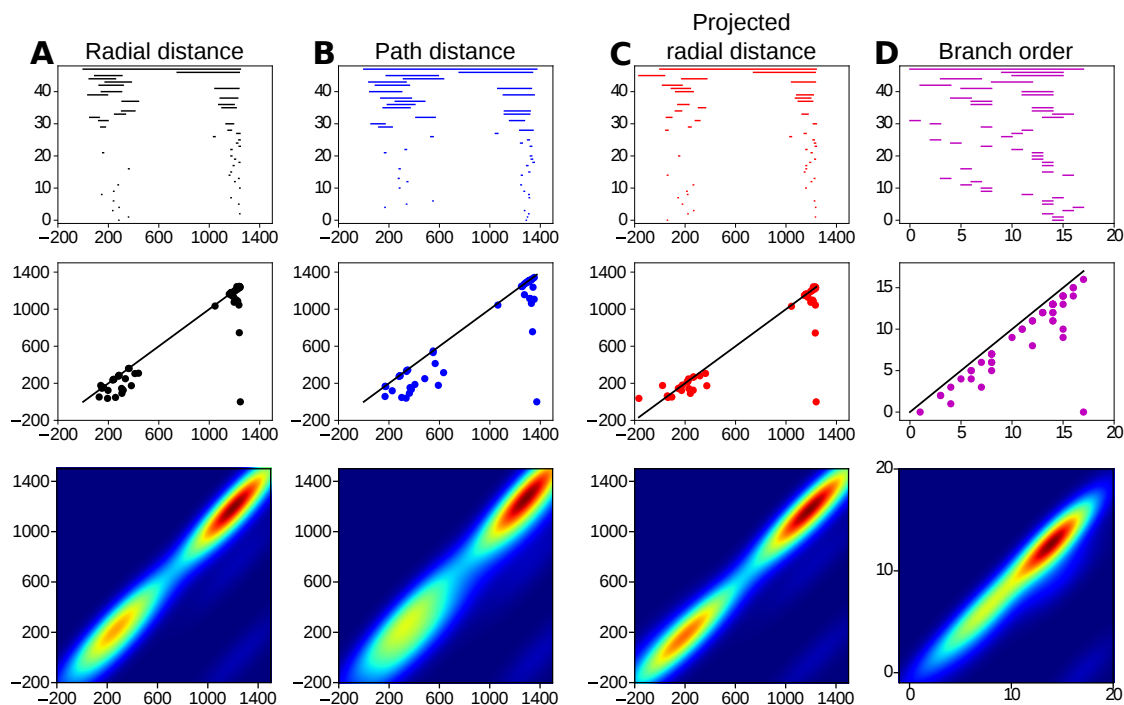 Projected
A Radial distance B Path distance C radial distance D Branch order
40 40 40 40
30 30 30 30
20 20 20 20
10 10 10 10
0 0 0 0
−200 200 600 1000 1400 −200 200 600 1000 1400 −200 200 600 1000 1400 0 5 10 15 20
1400 1400 1400 15
1000 1000 1000 10
600 600 600 5
200 200 200 0
−200 −200 −200
−200 200 600 1000 1400 −200 200 600 1000 1400 −200 200 600 1000 1400 0 5 10 15 20
1400 1400 1400 20
1000 1000 1000 10
600 600 600 0
200 200 200
−200 −200 −200
−200 200 600 1000 1400 −200 200 600 1000 1400 −200 200 600 1000 1400 0 10 20